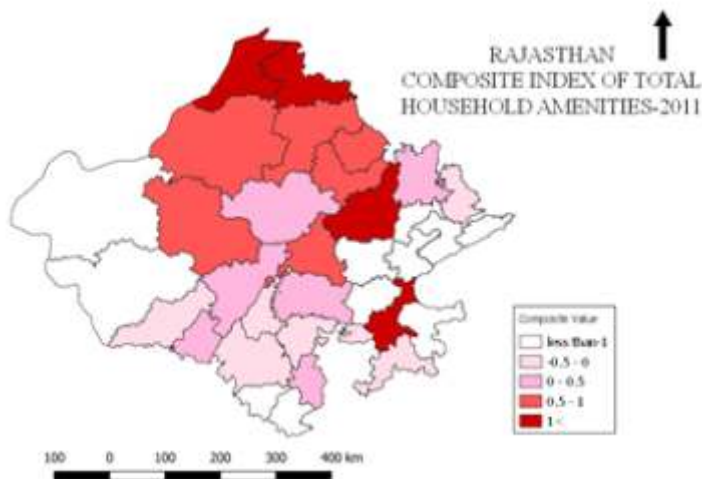 RAJASTHAN
COMPOSITE INDEX OF TOTAL
HOUSEHOLD AMENITIES-2011
Composite Value
less than-1
-0.5 - 0
0 - 0.5
0.5 - 1
1 <
100 0 100 200 300 400 km